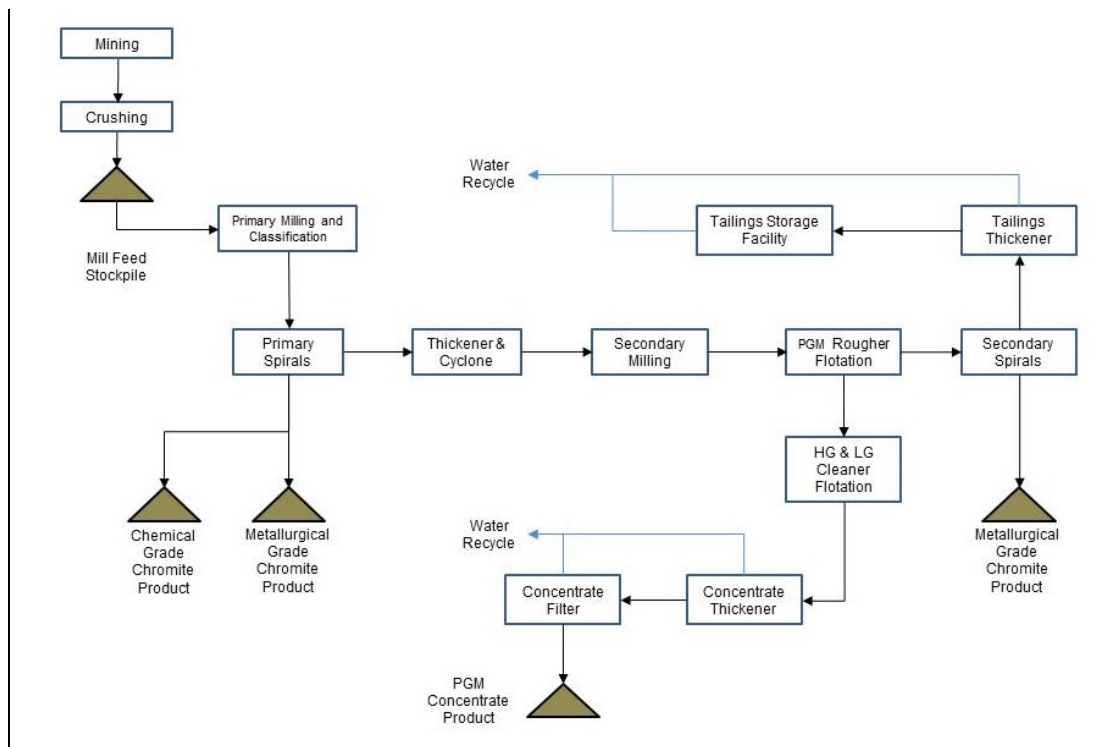 Mining
Crushing
Mill Feed
Stockpile
Primary Milling and
Classification
Water
Recycle
Tailings Storage
Facility
Tailings
Thickener
Primary
Spirals
Thickener &
Cyclone
Secondary
Milling
PGM Rougher
Flotation
Secondary
Spirals
HG & LG
Cleaner
Flotation
Chemical
Grade
Chromite
Product
Metallurgical
Grade
Chromite
Product
Water
Recycle
Concentrate
Filter
Concentrate
Thickener
Metallurgical
Grade
Chromite
Product
PGM
Concentrate
Product